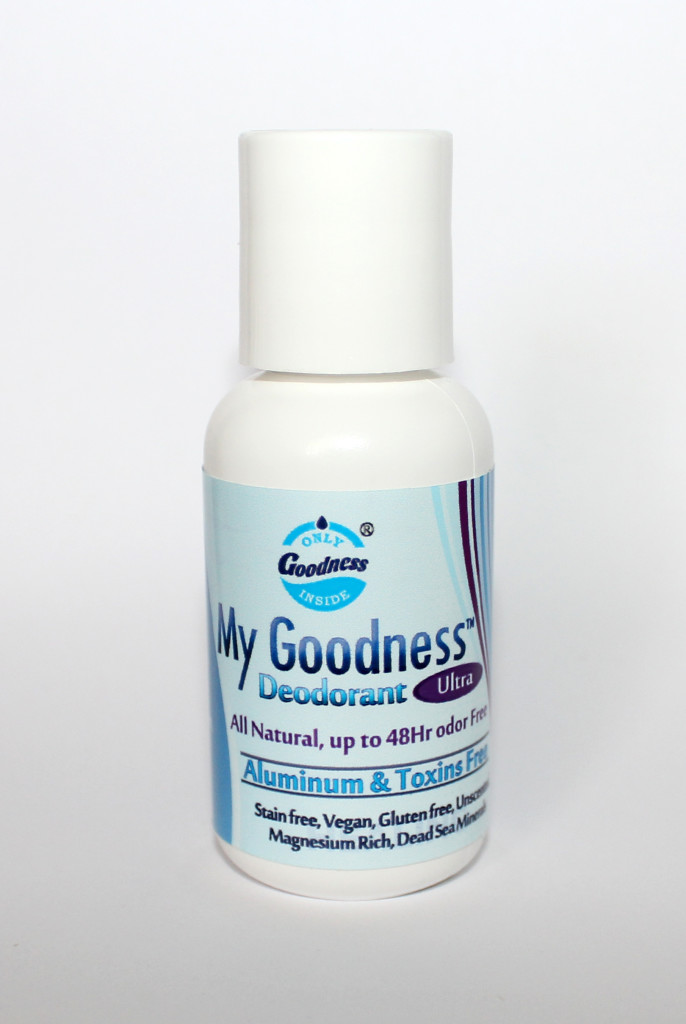 ONLY
Goodness®
INSIDE
My Goodness™
Deodorant Ultra
All Natural, up to 48Hr odor Free
Aluminum & Toxins Free
Stain free, Vegan, Gluten free,
Magnesium Rich, Dead Sea